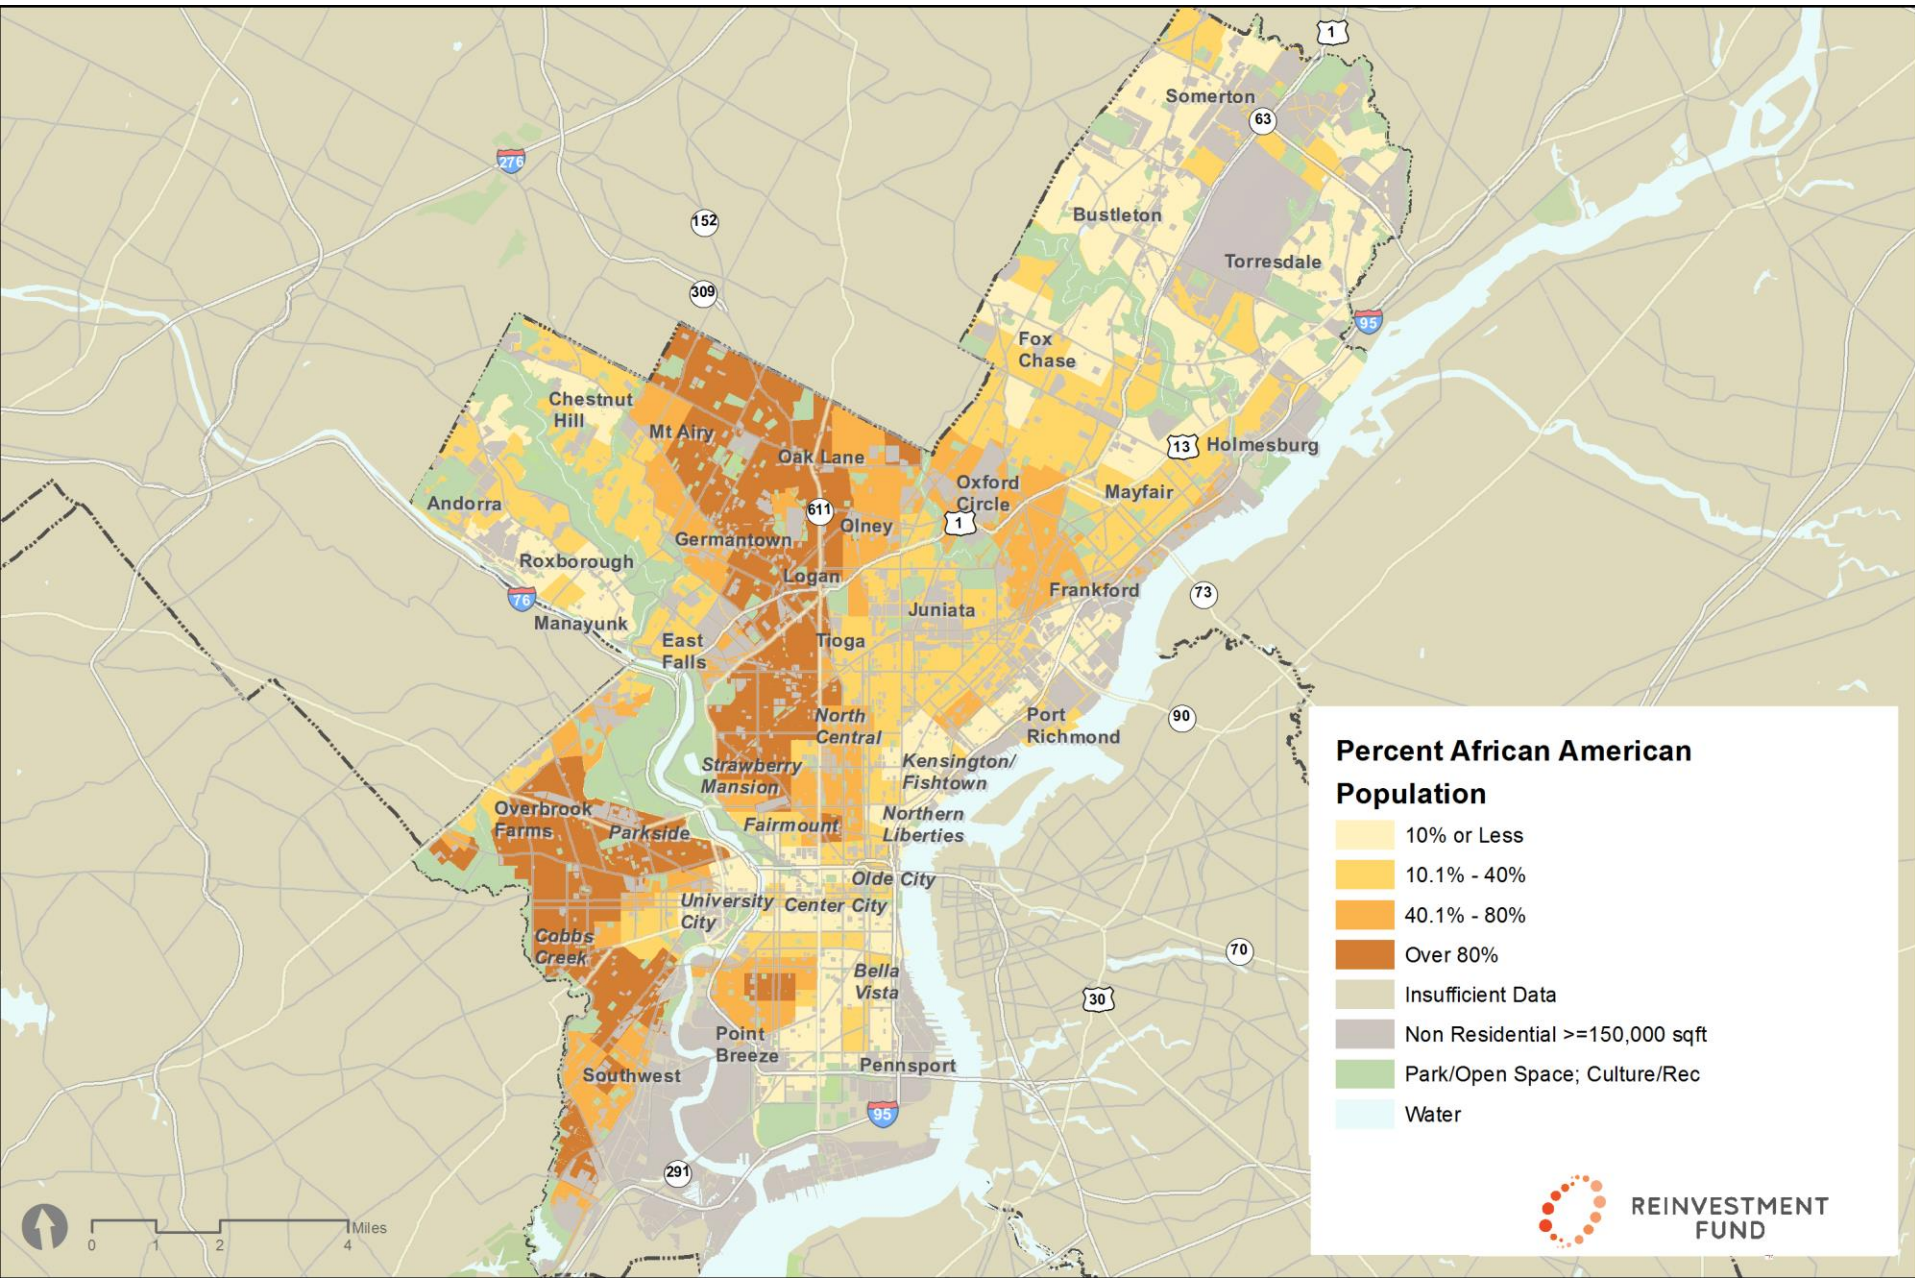 1
Somerton
63
276
152
Bustleton
Torresdale
309
95
Fox
Chase
Chestnut
Hill
Mt Airy
13
Holmesburg
Oak Lane
Oxford
Circle
Mayfair
Andorra
611
Olney
1
Germantown
Roxborough
Logan
Frankford
73
76
Juniata
Manayunk
East
Falls
Tioga
North
Central
Port
Richmond
90
Strawberry
Mansion
Kensington/
Fishtown
Overbrook
Farms
Parkside
Fairmount
Northern
Liberties
Olde City
University
City
Center City
Cobbs
Creek
70
Bella
Vista
30
Point
Breeze
Southwest
Pennsport
95
291
Percent African American
Population
10% or Less
10.1% - 40%
40.1% - 80%
Over 80%
Insufficient Data
Non Residential >=150,000 sqft
Park/Open Space; Culture/Rec
Water
REINVESTMENT
FUND
Miles
0 1 2 4